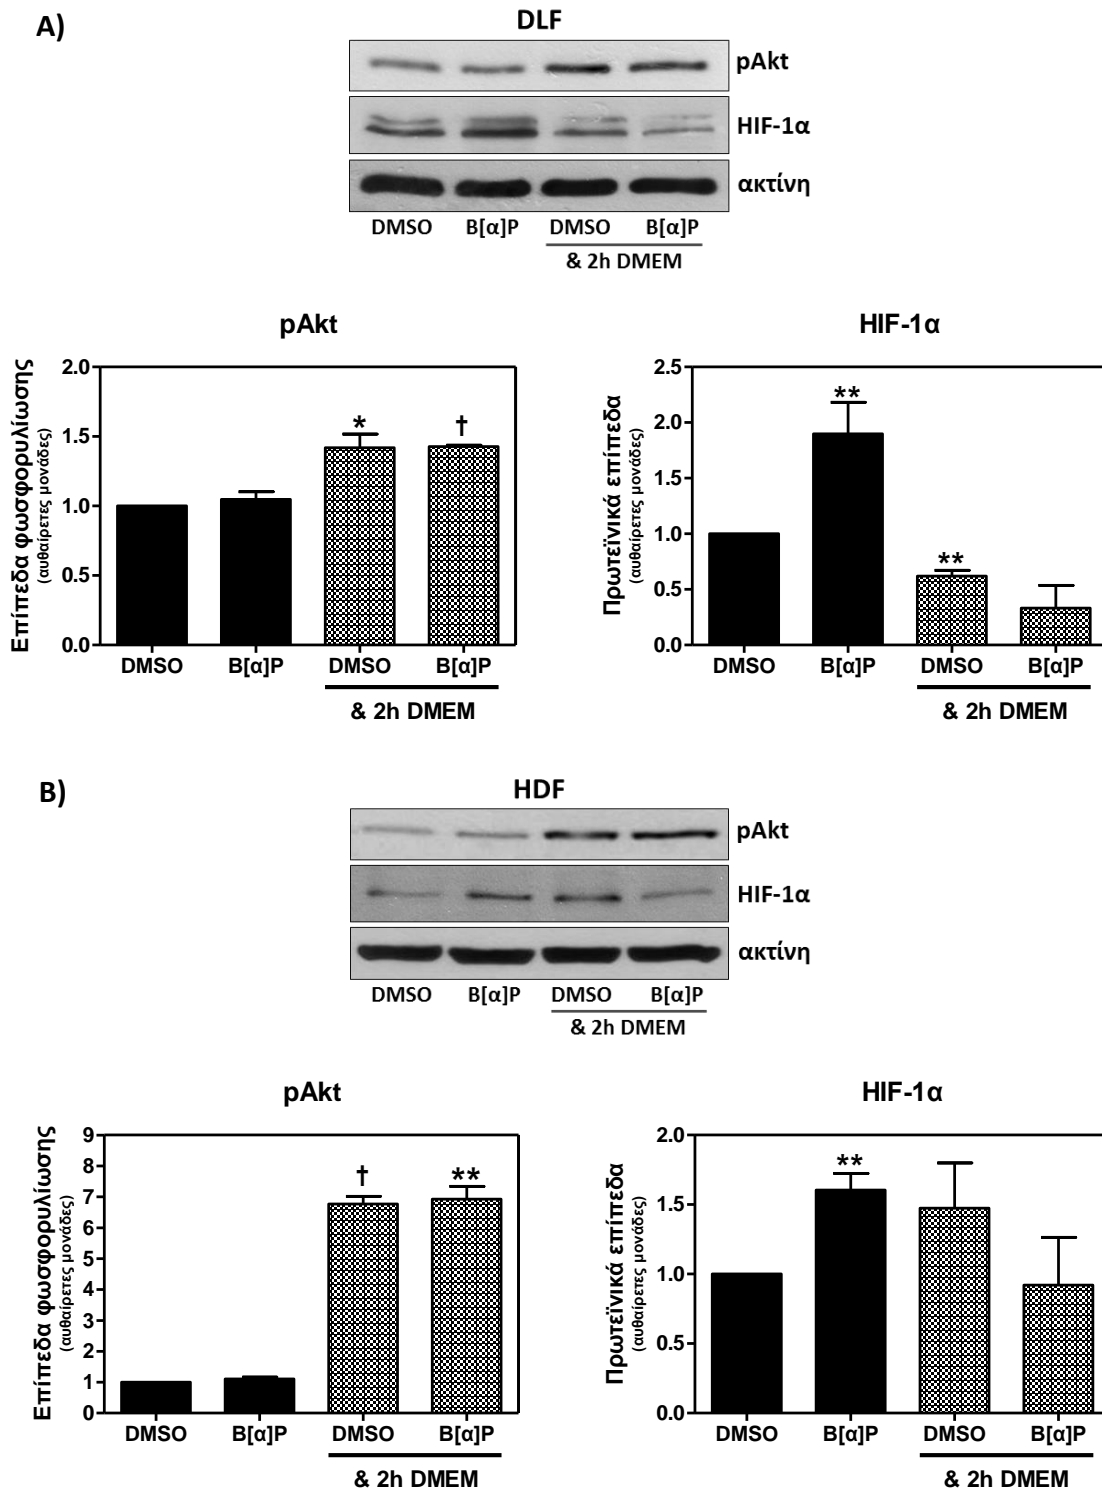 A)
DLF
pAkt
HIF-1α
ακτίνη
DMSO B[α]P DMSO B[α]P
& 2h DMEM
pAkt
Επίπεδα φωσφορυλίωσης
(αυθαίρετες μονάδες)
2.0
1.5
1.0
0.5
0.0
* †
DMSO B[α]P DMSO B[α]P
& 2h DMEM
HIF-1α
Πρωτεϊνικά επίπεδα
(αυθαίρετες μονάδες)
2.5
2.0
1.5
1.0
0.5
0.0
** **
DMSO B[α]P DMSO B[α]P
& 2h DMEM
B)
HDF
pAkt
HIF-1α
ακτίνη
DMSO B[α]P DMSO B[α]P
& 2h DMEM
pAkt
Επίπεδα φωσφορυλίωσης
(αυθαίρετες μονάδες)
9
8
7
6
5
4
3
2
1
0
† **
DMSO B[α]P DMSO B[α]P
& 2h DMEM
HIF-1α
Πρωτεϊνικά επίπεδα
(αυθαίρετες μονάδες)
2.0
1.5
1.0
0.5
0.0
**
DMSO B[α]P DMSO B[α]P
& 2h DMEM